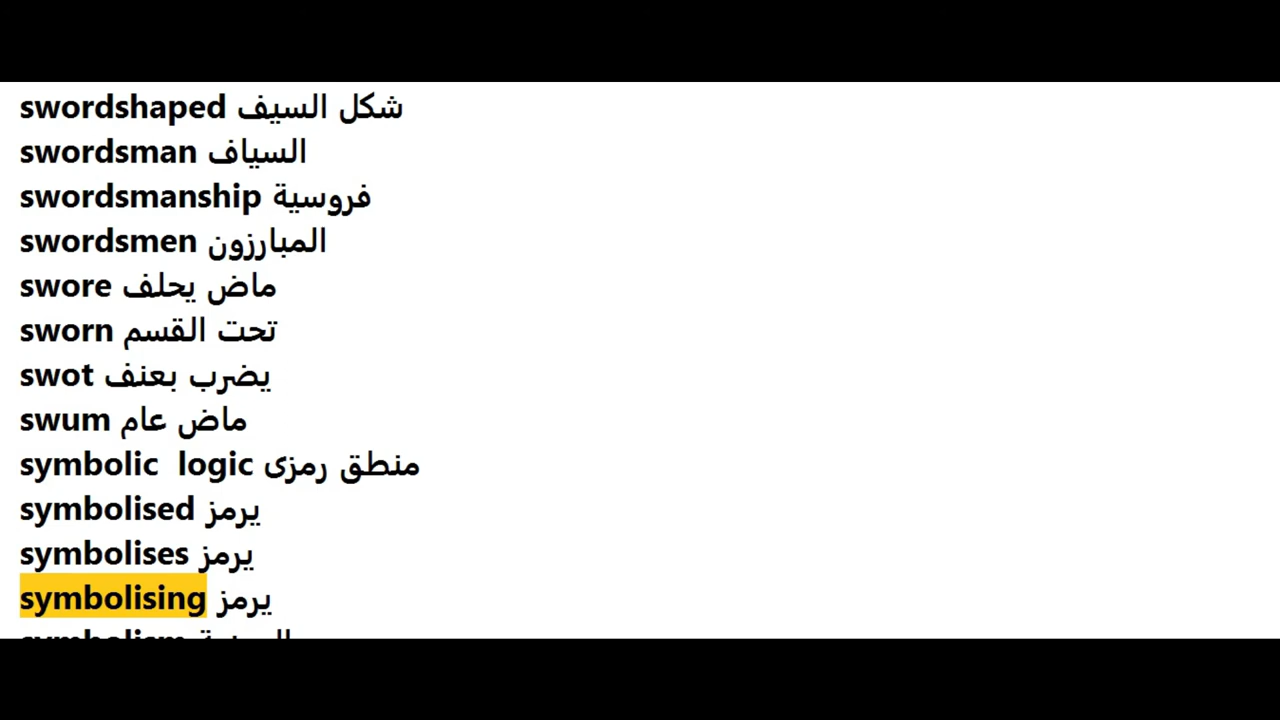 swordshaped شكل السيف
swordsman السياف
swordsmanship فروسية
swordsmen المبارزون
swore ماض يحلف
sworn تحت القسم
swot يضرب بعنف
swum ماض عام
symbolic  logic منطق رمزى
symbolised يرمز
symbolises يرمز
symbolising يرمز
symbolism